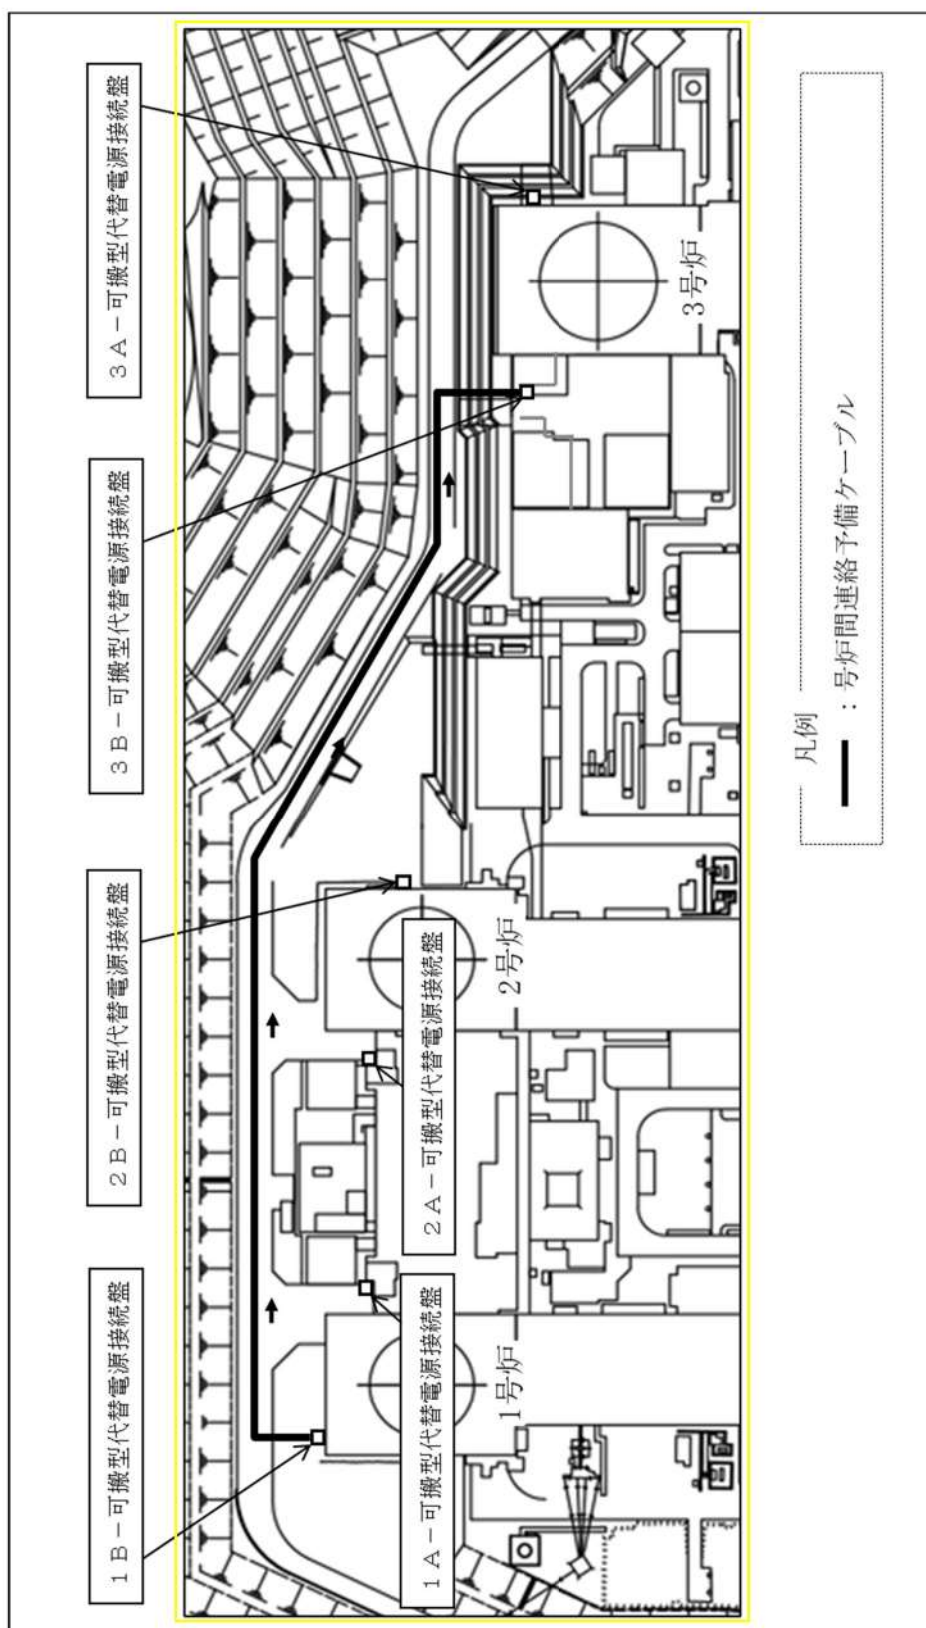 1B－可搬型代替電源接続盤
2B－可搬型代替電源接続盤
3B－可搬型代替電源接続盤
3A－可搬型代替電源接続盤
1A－可搬型代替電源接続盤
2A－可搬型代替電源接続盤
1号炉
2号炉
3号炉
凡例
：号炉間連絡予備ケーブル